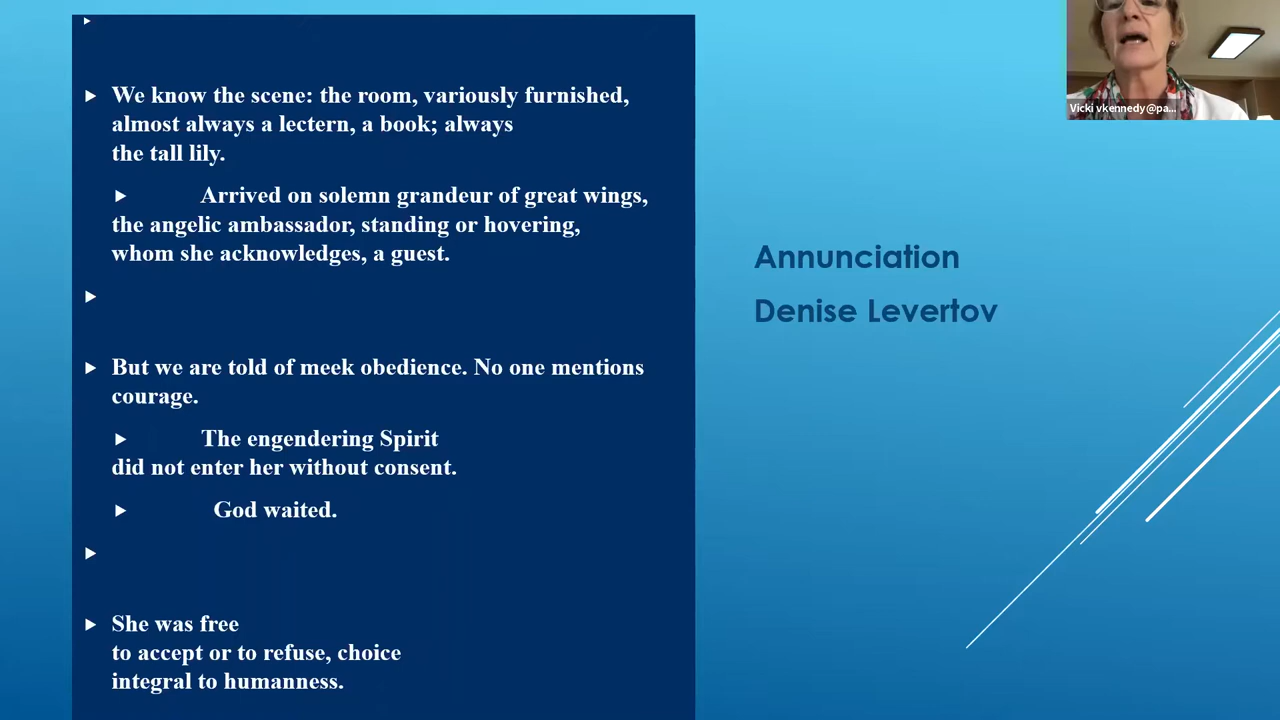 We know the scene: the room, variously furnished,
almost always a lectern, a book; always
the tall lily.
Arrived on solemn grandeur of great wings,
the angelic ambassador, standing or hovering,
whom she acknowledges, a guest.
But we are told of meek obedience. No one mentions
courage.
The engendering Spirit
did not enter her without consent.
God waited.
She was free
to accept or to refuse, choice
integral to humanness.
Annunciation
Denise Levertov
Vicki vkennedy@pa...